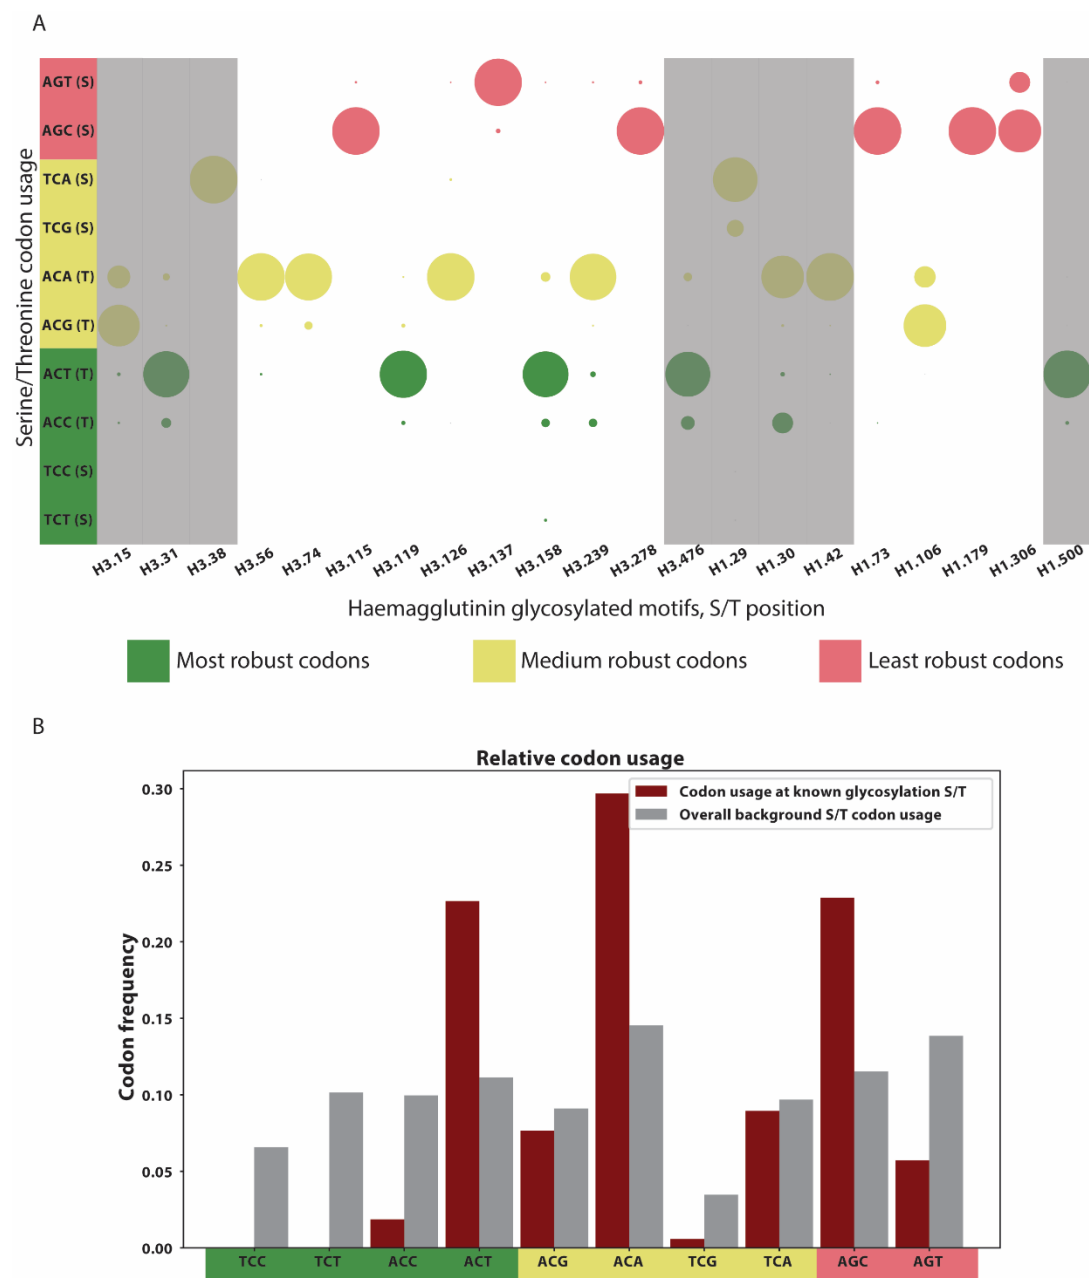 A
Serine/Threonine codon usage
AGT (S)
AGC (S)
TCA (S)
TCG (S)
ACA (T)
ACG (T)
ACT (T)
ACC (T)
TCC (S)
TCT (S)
H3.15 H3.31 H3.38 H3.56 H3.74 H3.115 H3.119 H3.126 H3.137 H3.158 H3.239 H3.278 H3.476 H1.29 H1.30 H1.42 H1.73 H1.106 H1.179 H1.306 H1.500
Haemagglutinin glycosylated motifs, S/T position
Most robust codons Medium robust codons Least robust codons
B
Relative codon usage
Codon usage at known glycosylation S/T
Overall background S/T codon usage
Codon frequency
0.30
0.25
0.20
0.15
0.10
0.05
0.00
TCC TCT ACC ACT ACG ACA TCG TCA AGC AGT